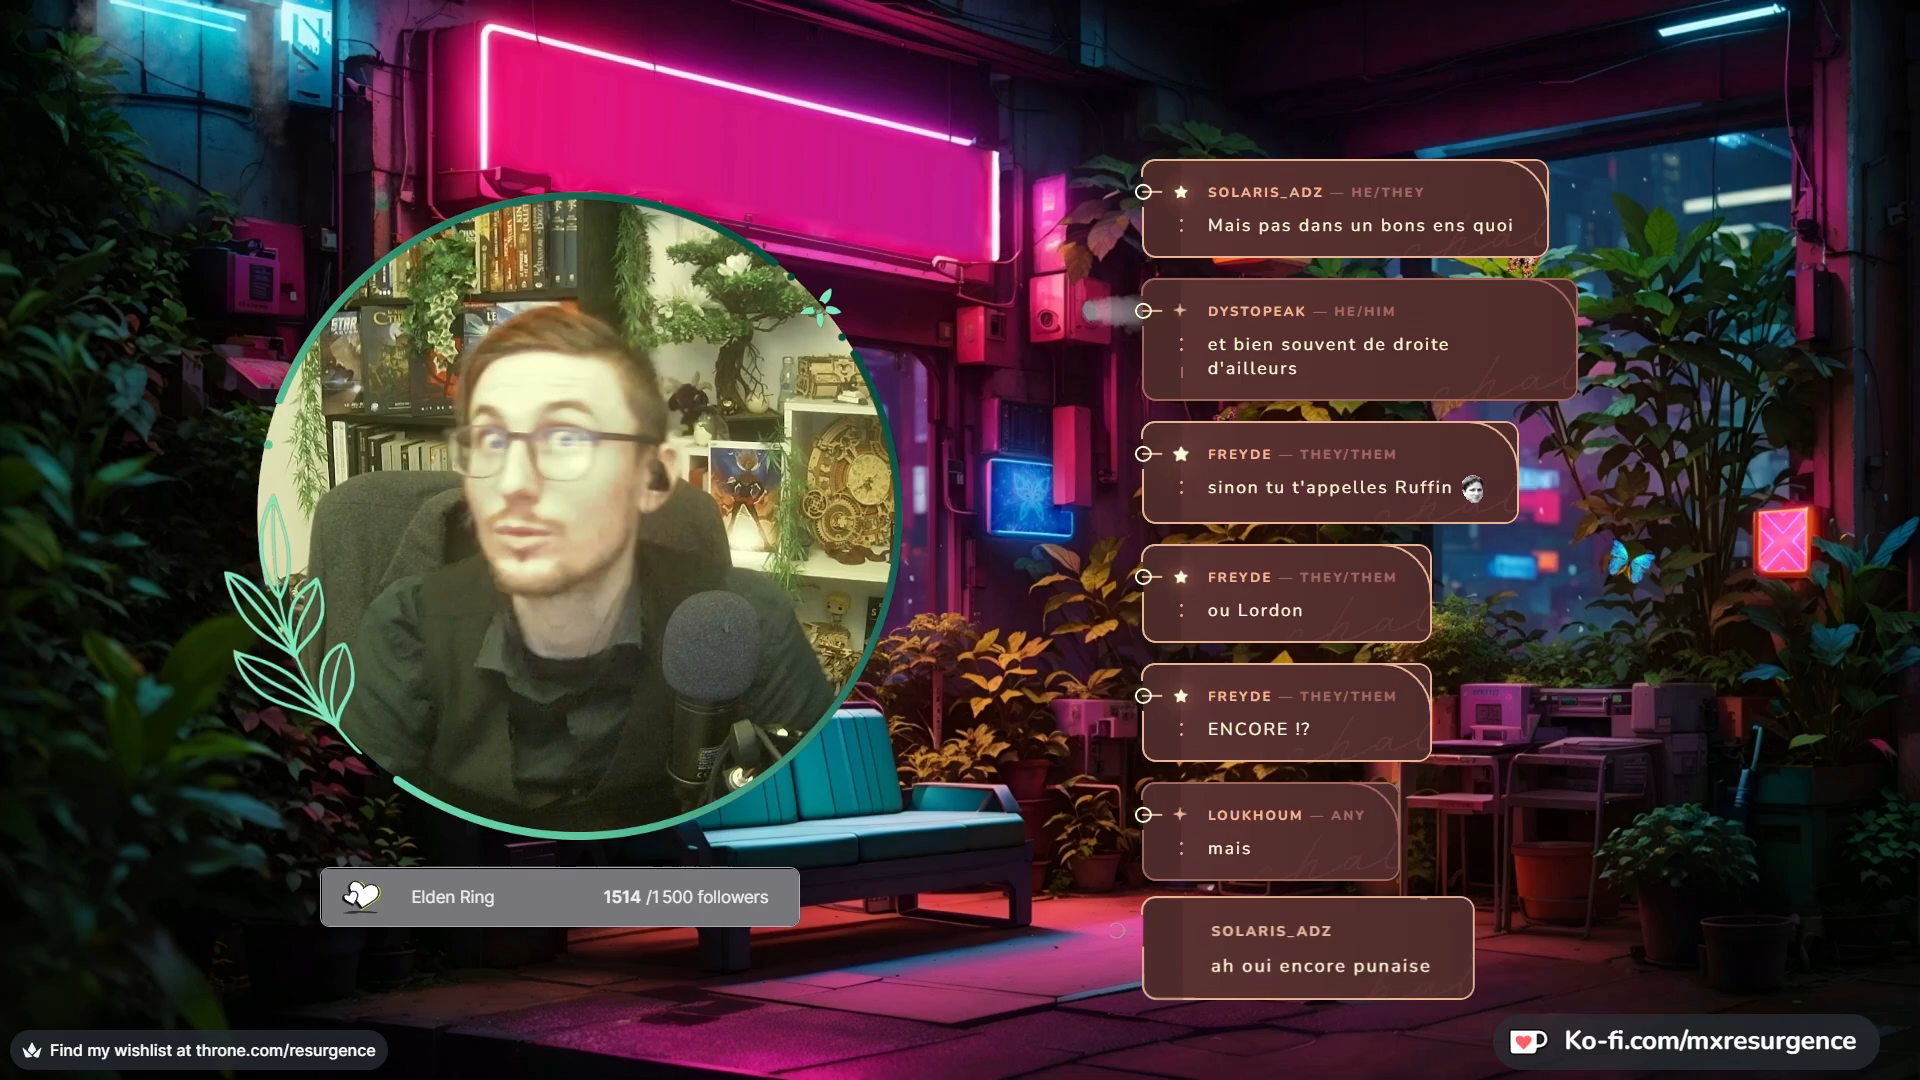 SOLARIS_ADZ — HE/THEY
Mais pas dans un bons ens quoi
DYSTOPEAK — HE/HIM
et bien souvent de droite
d'ailleurs
FREYDE — THEY/THEM
sinon tu t'appelles Ruffin
FREYDE — THEY/THEM
ou Lordon
FREYDE — THEY/THEM
ENCORE !?
LOUKHOUM — ANY
mais
SOLARIS_ADZ
ah oui encore punaise
Elden Ring 1514 /1 500 followers
Find my wishlist at throne.com/resurgence
Ko-fi.com/mxresurgence